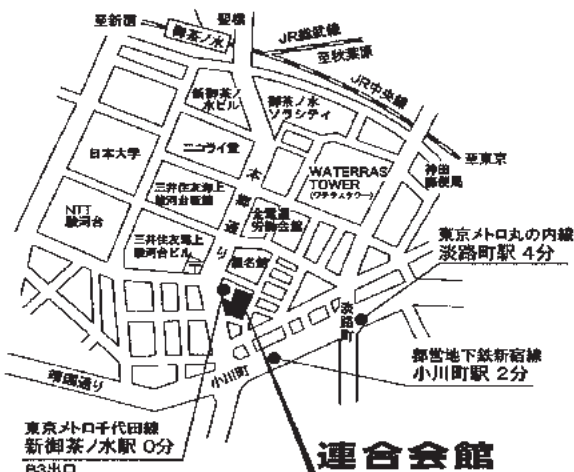 至新宿
御茶ノ水
聖橋
JR総武線
至秋葉原
JR中央線
至東京
新御茶ノ
水ビル
御茶ノ水
ソラシティ
日本大学
ニコライ堂
本郷通り
WATERRAS
TOWER
(ワテラスタワー)
神田
郵便局
三井住友海上
駿河台新館
全電通
労働会館
NTT
駿河台
三井住友海上
駿河台ビル
東京メトロ丸の内線
淡路町駅 4分
淡路町
都営地下鉄新宿線
小川町駅 2分
靖国通り
小川町
東京メトロ千代田線
新御茶ノ水駅 0分
B3出口
連合会館